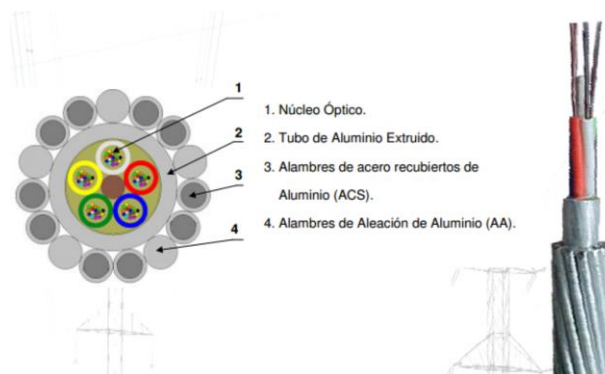 1
1. Núcleo Óptico.
2
2. Tubo de Aluminio Extruido.
3
3. Alambres de acero recubiertos de
Aluminio (ACS).
4
4. Alambres de Aleación de Aluminio (AA).